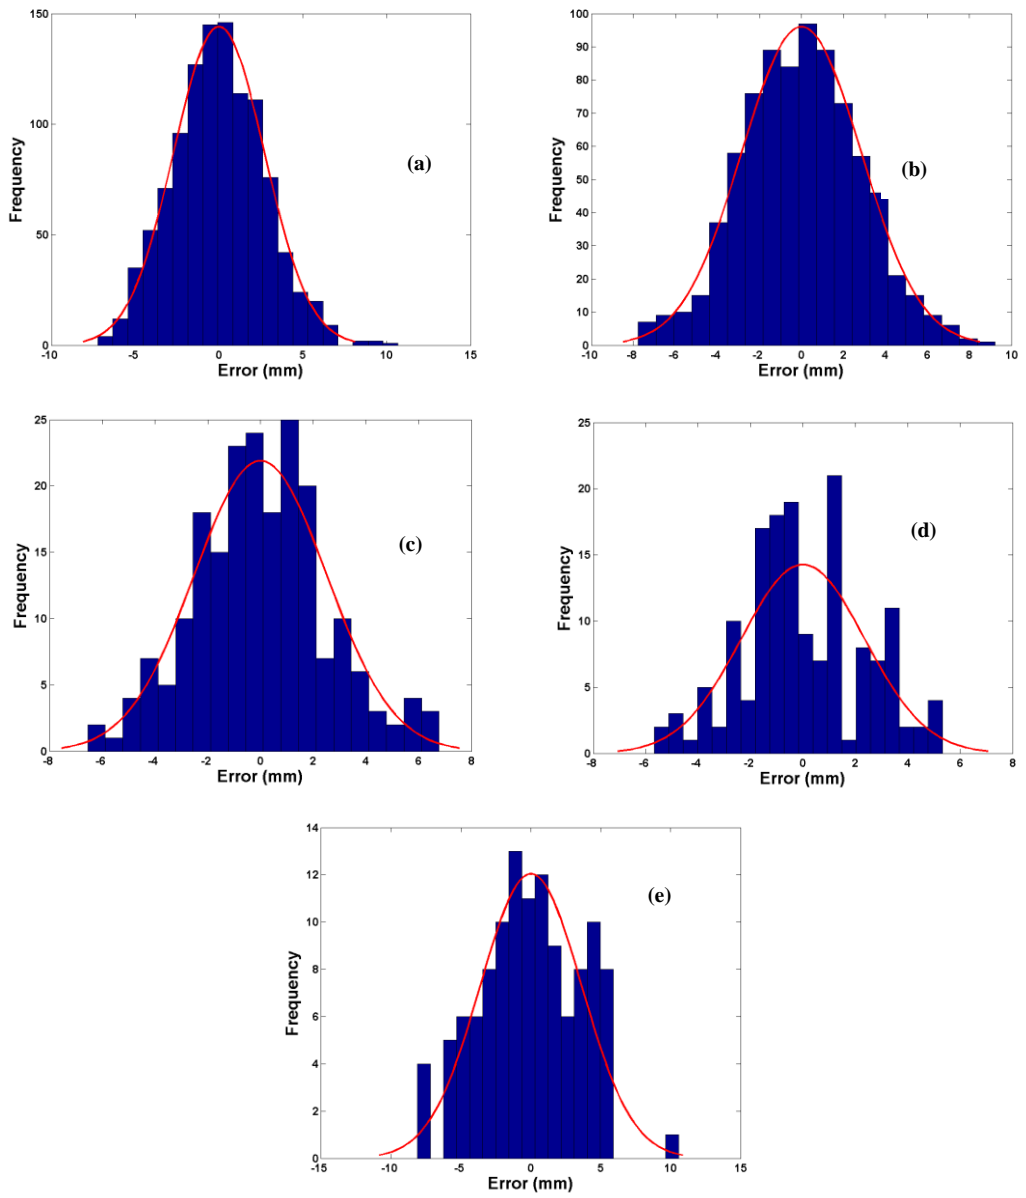 150
100
50
0
-10 -5 0 5 10 15
Frequency
Error (mm)
(a)
100
90
80
70
60
50
40
30
20
10
0
-10 -8 -6 -4 -2 0 2 4 6 8 10
Frequency
Error (mm)
(b)
25
20
15
10
5
0
-8 -6 -4 -2 0 2 4 6 8
Frequency
Error (mm)
(c)
25
20
15
10
5
0
-8 -6 -4 -2 0 2 4 6 8
Frequency
Error (mm)
(d)
14
12
10
8
6
4
2
0
-15 -10 -5 0 5 10 15
Frequency
Error (mm)
(e)